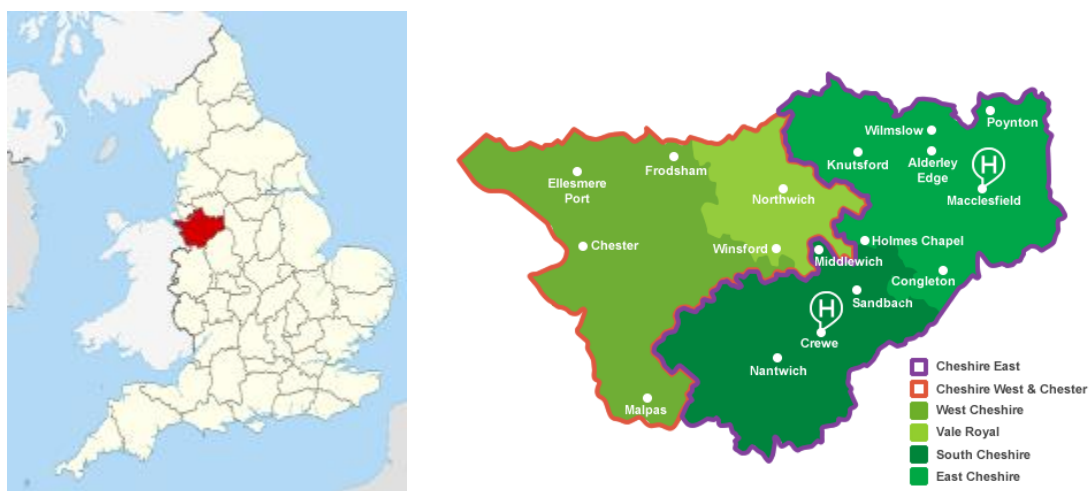 Poynton
Wilmslow
Knutsford
Alderley
Edge
H
Macclesfield
Frodsham
Ellesmere
Port
Northwich
Chester
Winsford
Holmes Chapel
Middlewich
Congleton
Sandbach
H
Crewe
Nantwich
Malpas
Cheshire East
Cheshire West & Chester
West Cheshire
Vale Royal
South Cheshire
East Cheshire